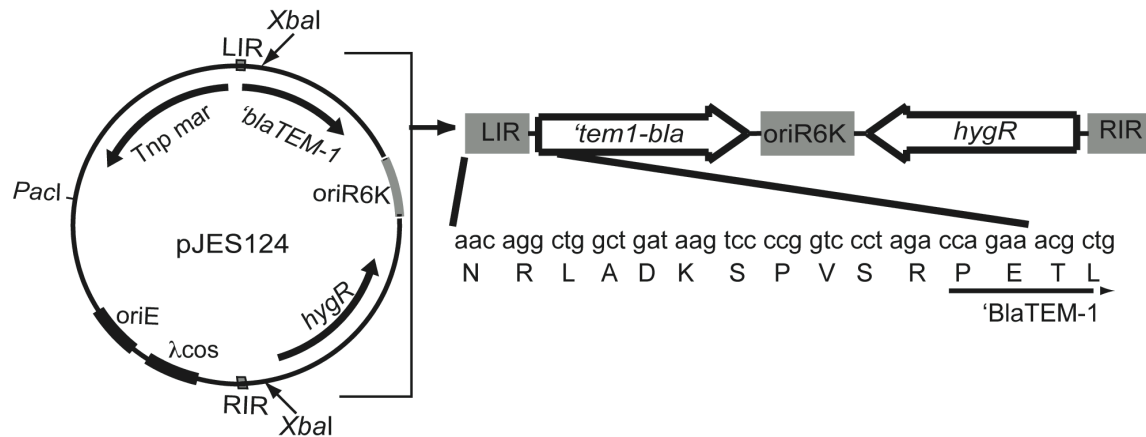 XbaI
LIR
Tnp mar
'blaTEM-1
PacI
oriR6K
pJES124
hygR
oriE
λcos
RIR
XbaI
LIR 'tem1-bla oriR6K hygR RIR
aac agg ctg gct gat aag tcc ccg gtc cct aga cca gaa acg ctg
N R L A D K S P V S R P E T L
'BlaTEM-1